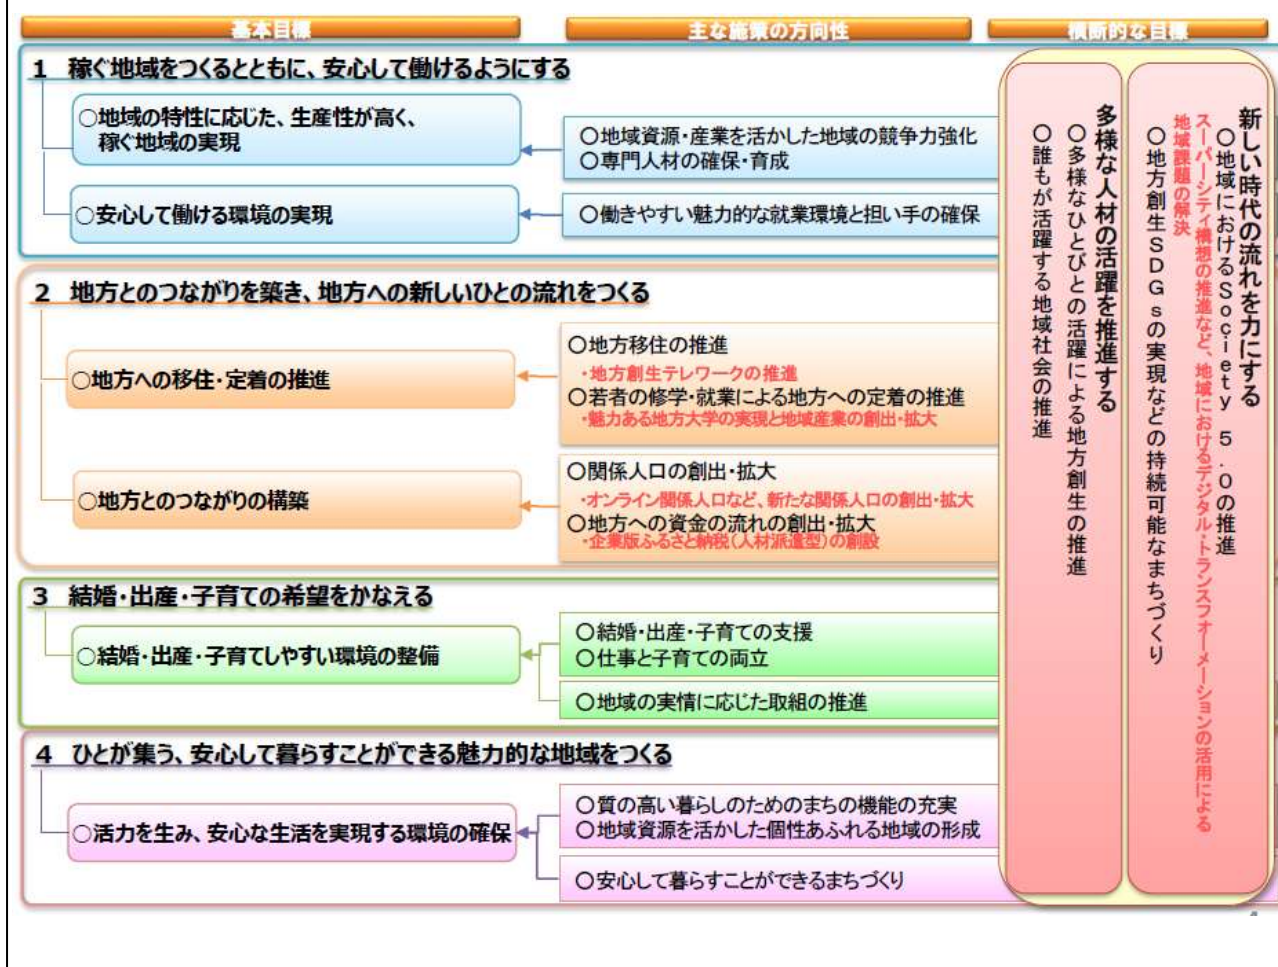 基本目標
主な施策の方向性
横断的な目標
1 稼ぐ地域をつくるとともに、安心して働けるようにする
○地域の特性に応じた、生産性が高く、
稼ぐ地域の実現
○地域資源・産業を活かした地域の競争力強化
○専門人材の確保・育成
○安心して働ける環境の実現
○働きやすい魅力的な就業環境と担い手の確保
2 地方とのつながりを築き、地方への新しいひとの流れをつくる
○地方への移住・定着の推進
○地方移住の推進
・地方創生テレワークの推進
○若者の修学・就業による地方への定着の推進
・魅力ある地方大学の実現と地域産業の創出・拡大
○地方とのつながりの構築
○関係人口の創出・拡大
・オンライン関係人口など、新たな関係人口の創出・拡大
○地方への資金の流れの創出・拡大
・企業版ふるさと納税(人材派遣型)の創設
3 結婚・出産・子育ての希望をかなえる
○結婚・出産・子育てしやすい環境の整備
○結婚・出産・子育ての支援
○仕事と子育ての両立
○地域の実情に応じた取組の推進
4 ひとが集う、安心して暮らすことができる魅力的な地域をつくる
○活力を生み、安心な生活を実現する環境の確保
○質の高い暮らしのためのまちの機能の充実
○地域資源を活かした個性あふれる地域の形成
○安心して暮らすことができるまちづくり
新しい時代の流れを力にする
○地域におけるSociety 5.0の推進
スーパーシティ構想の推進など、地域におけるデジタル・トランスフォーメーションの活用による
地域課題の解決
○地方創生SDGsの実現などの持続可能なまちづくり
多様な人材の活躍を推進する
○多様なひとびとの活躍による地方創生の推進
○誰もが活躍する地域社会の推進